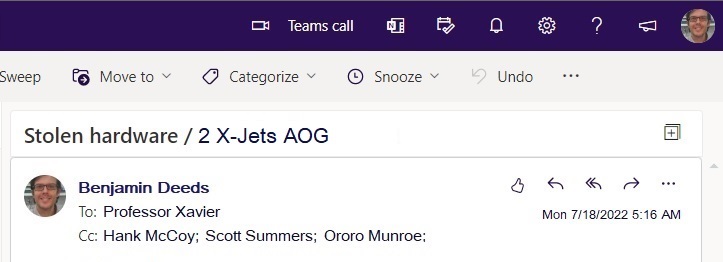 Teams call
Sweep Move to Categorize Snooze Undo
Stolen hardware / 2 X-Jets AOG
Benjamin Deeds
To: Professor Xavier
Mon 7/18/2022 5:16 AM
Cc: Hank McCoy; Scott Summers; Ororo Munroe;